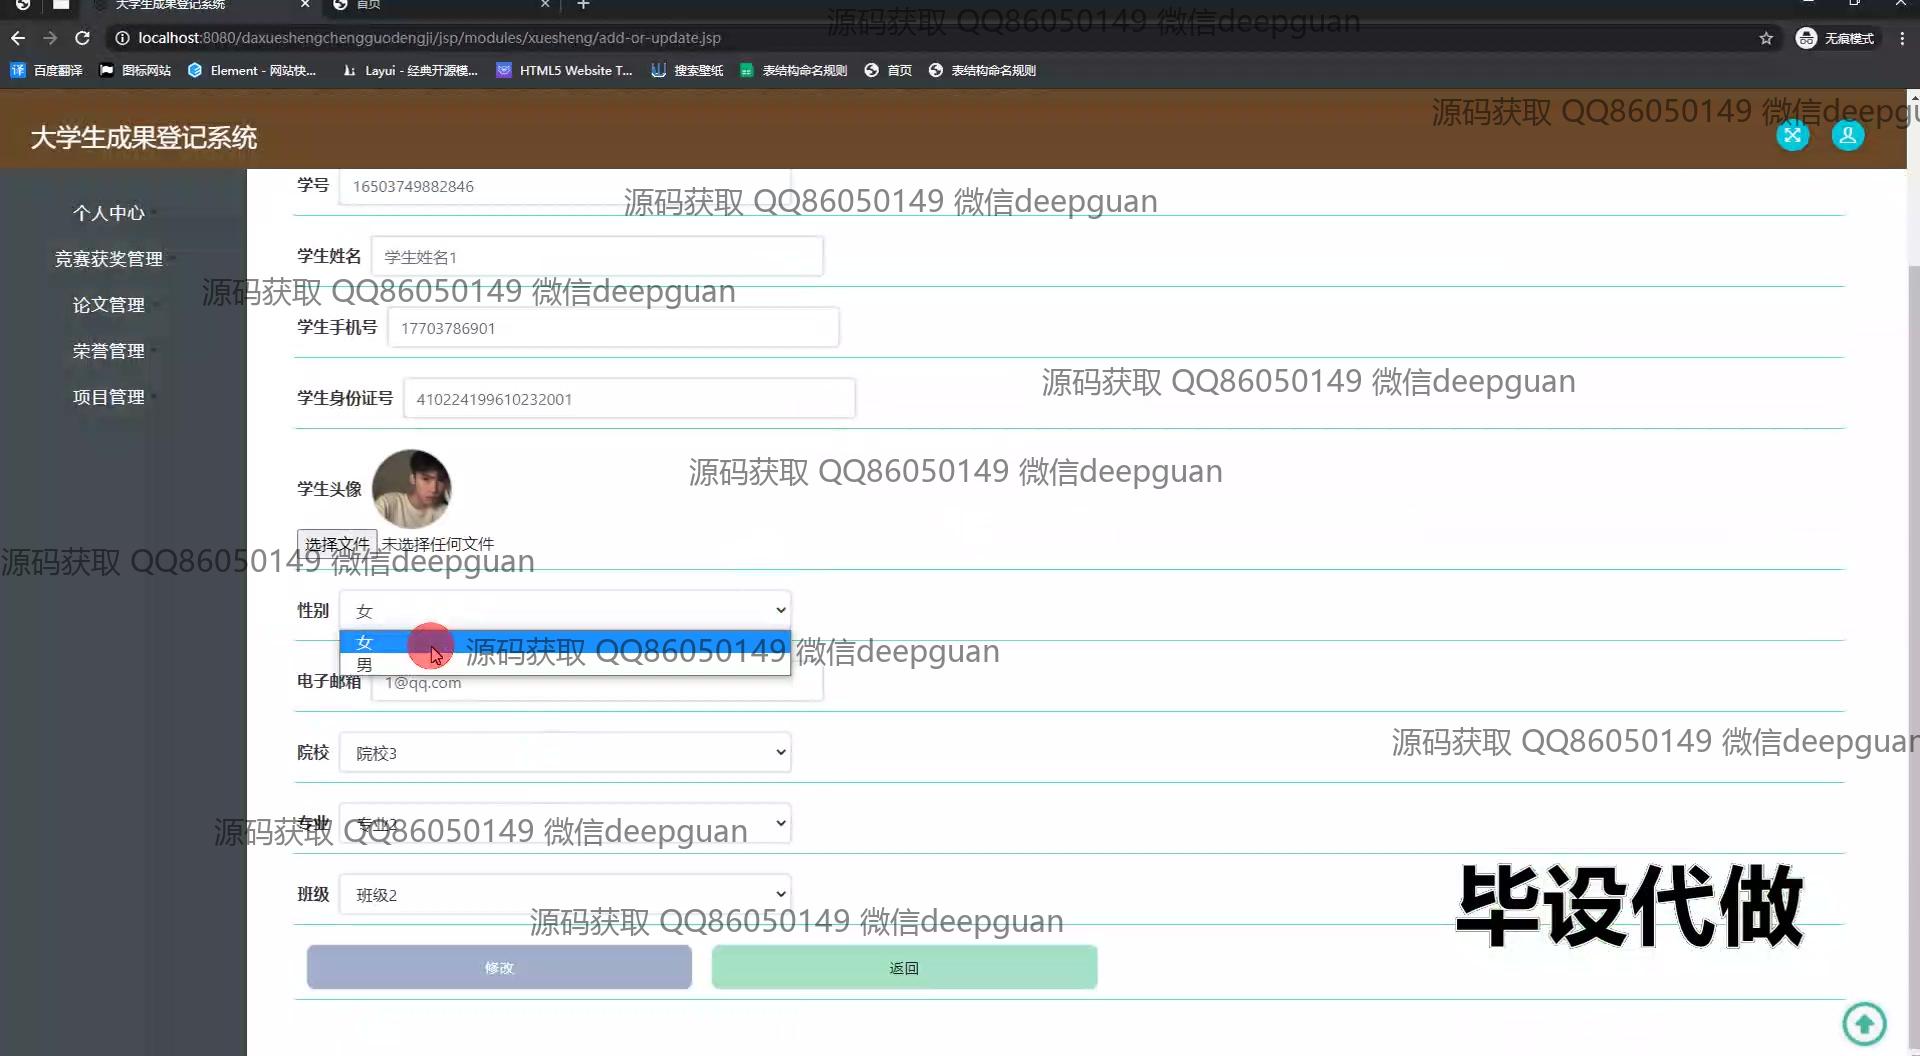 大学生成果登记系统
首页
源码获取 QQ86050149 微信deepguan
localhost:8080/daxueshengchengguodengji/jsp/modules/xuesheng/add-or-update.jsp
无痕模式
百度翻译
图标网站
Element - 网站快...
Layui - 经典开源模...
HTML5 Website T...
搜索壁纸
表结构命名规则
首页
表结构命名规则
源码获取 QQ86050149 微信deepgu
大学生成果登记系统
个人中心
竞赛获奖管理
论文管理
荣誉管理
项目管理
学号 16503749882846
源码获取 QQ86050149 微信deepguan
学生姓名 学生姓名1
源码获取 QQ86050149 微信deepguan
学生手机号 17703786901
源码获取 QQ86050149 微信deepguan
学生身份证号 410224199610232001
源码获取 QQ86050149 微信deepguan
学生头像
选择文件 未选择任何文件
源码获取 QQ86050149 微信deepguan
性别 女
女
男
源码获取 QQ86050149 微信deepguan
电子邮箱 1@qq.com
源码获取 QQ86050149 微信deepguan
院校 院校3
专业 专业2
源码获取 QQ86050149 微信deepguan
班级 班级2
源码获取 QQ86050149 微信deepguan
毕设代做
修改
返回